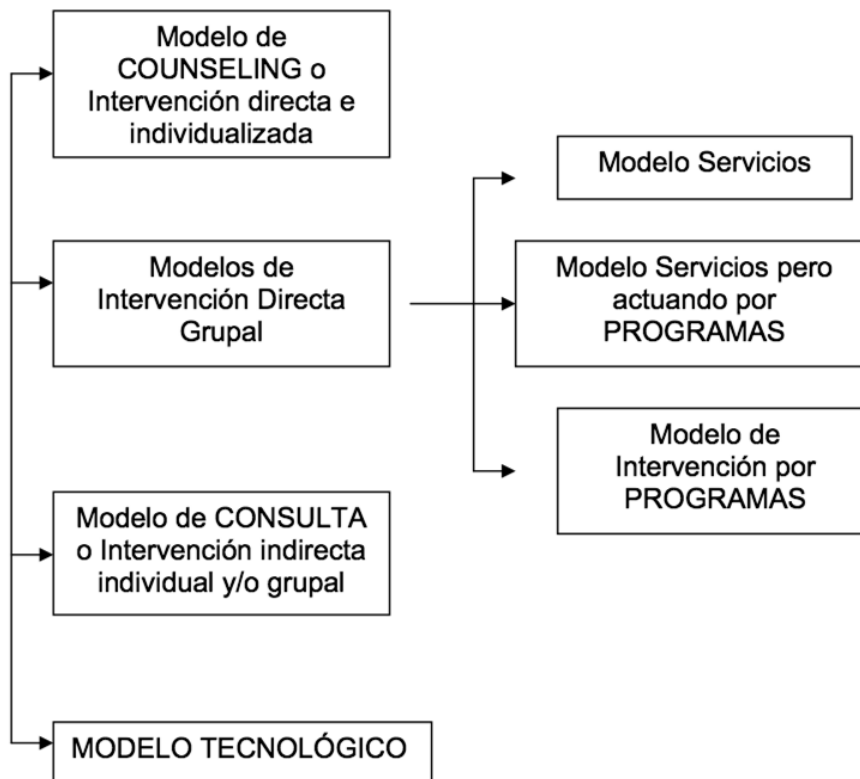 Modelo de
COUNSELING o
Intervención directa e
individualizada
Modelos de
Intervención Directa
Grupal
Modelo de CONSULTA
o Intervención indirecta
individual y/o grupal
MODELO TECNOLÓGICO
Modelo Servicios
Modelo Servicios pero
actuando por
PROGRAMAS
Modelo de
Intervención por
PROGRAMAS